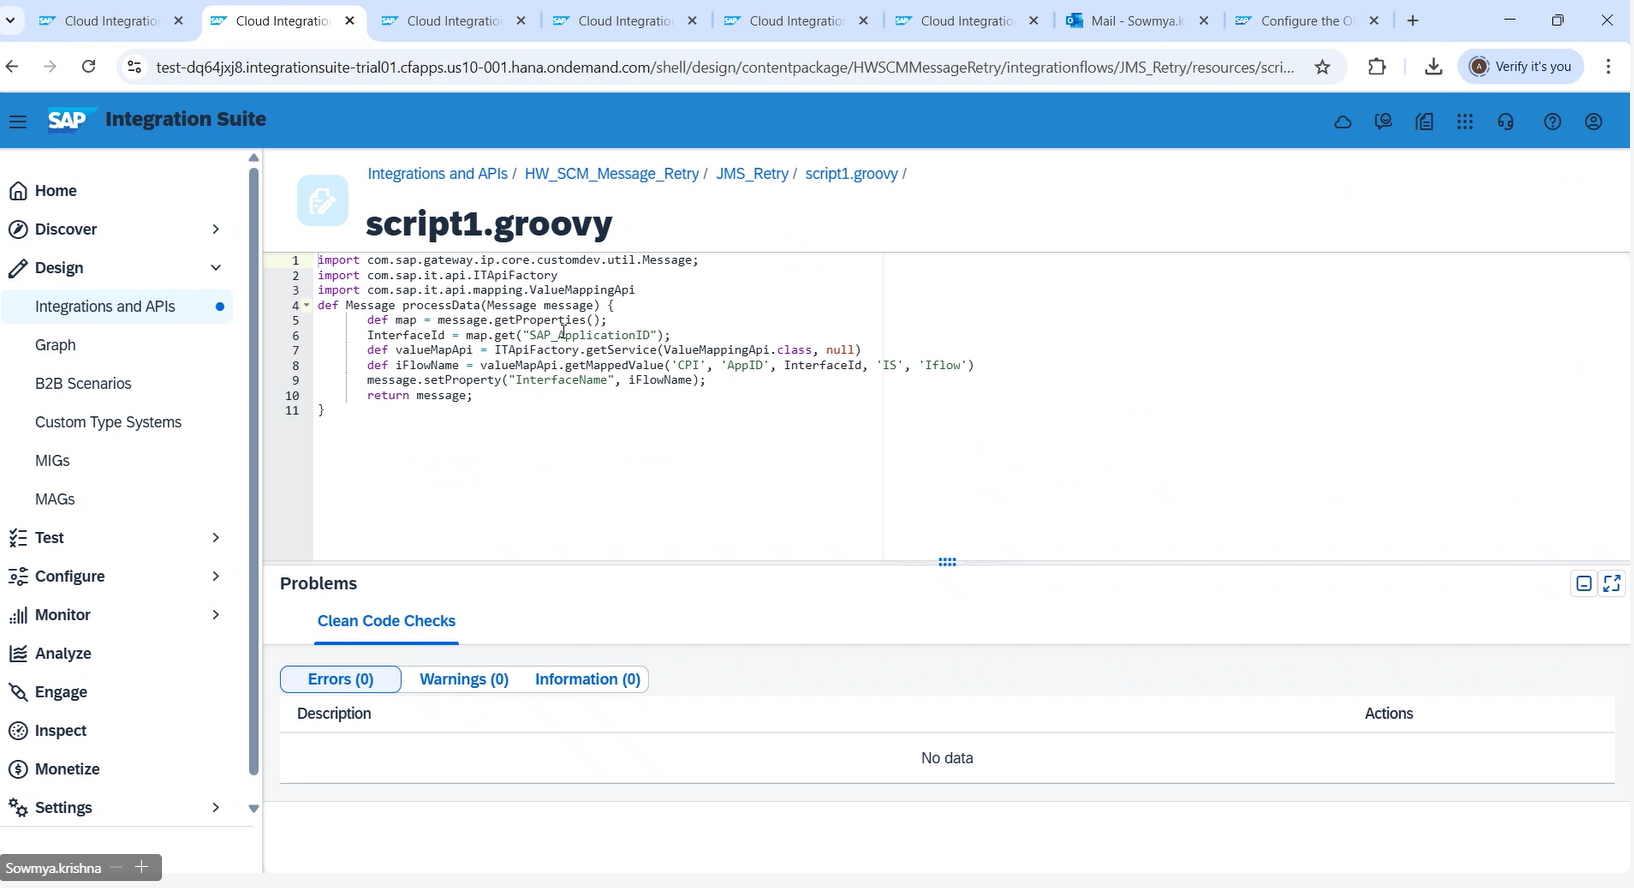 Cloud Integration
Cloud Integration
Cloud Integration
Cloud Integration
Cloud Integration
Cloud Integratio
Mail - Sowmya.k
Configure the O
test-dq64jxj8.integrationsuite-trial01.cfapps.us10-001.hana.ondemand.com/shell/design/contentpackage/HWSCMMessageRetry/integrationflows/JMS_Retry/resources/scri...
A
Verify it's you
SAP Integration Suite
Home
Discover
Design
Integrations and APIs
Graph
B2B Scenarios
Custom Type Systems
MIGs
MAGs
Test
Configure
Monitor
Analyze
Engage
Inspect
Monetize
Settings
Sowmya.krishna
Integrations and APIs / HW_SCM_Message_Retry / JMS_Retry / script1.groovy /
script1.groovy
1 import com.sap.gateway.ip.core.customdev.util.Message;
2 import com.sap.it.api.ITApiFactory
3 import com.sap.it.api.mapping.ValueMappingApi
4 def Message processData(Message message) {
5 def map = message.getProperties();
6 InterfaceId = map.get("SAP_ApplicationID");
7 def valueMapApi = ITApiFactory.getService(ValueMappingApi.class, null)
8 def iFlowName = valueMapApi.getMappedValue('CPI', 'AppID', InterfaceId, 'IS', 'Iflow')
9 message.setProperty("InterfaceName", iFlowName);
10 return message;
11 }
Problems
Clean Code Checks
Errors (0) Warnings (0) Information (0)
Description Actions
No data